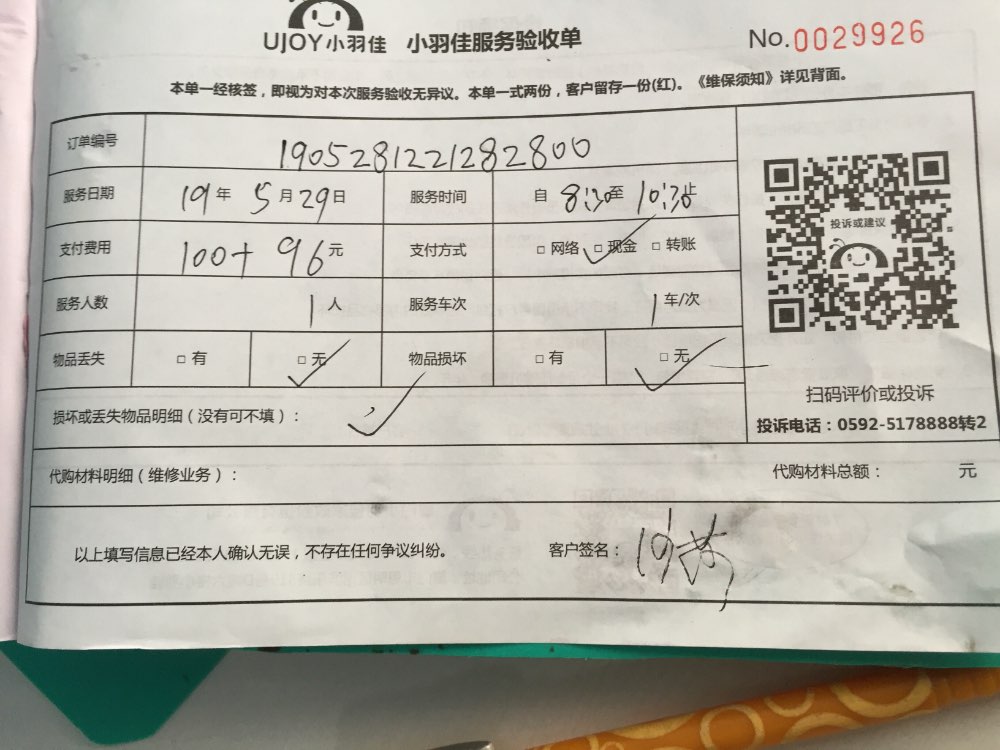 UJOY小羽佳 小羽佳服务验收单 No.0029926
本单一经核签，即视为对本次服务验收无异议。本单一式两份，客户留存一份(红)。《维保须知》详见背面。
订单编号 1905281221282800
服务日期 19年 5月29日 服务时间 自 8:30至 10:30止
支付费用 100+96元 支付方式 □ 网络 □ 现金 □ 转账
服务人数 1人 服务车次 1车/次
物品丢失 □ 有 □ 无 物品损坏 □ 有 □ 无
损坏或丢失物品明细（没有可不填）：
投诉或建议
扫码评价或投诉
投诉电话：0592-5178888转2
代购材料明细（维修业务）： 代购材料总额： 元
以上填写信息已经本人确认无误，不存在任何争议纠纷。 客户签名：